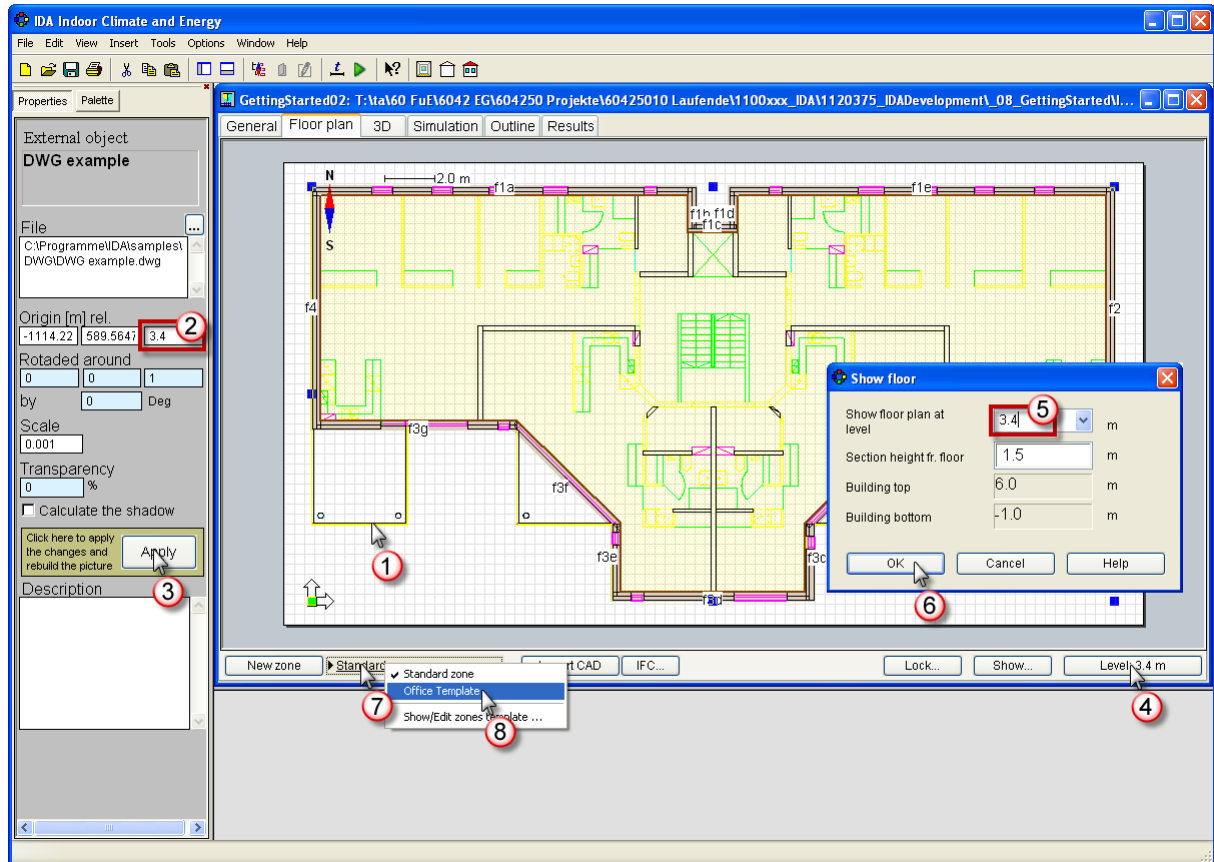 IDA Indoor Climate and Energy
File Edit View Insert Tools Options Window Help
Properties Palette
External object
DWG example
File
...
C:\Programme\IDA\samples\
DWG\DWG example.dwg
Origin [m] rel.
-1114.22 589.5647 3.4
2
Rotaded around
0 0 1
by 0 Deg
Scale
0.001
Transparency
0 %
Calculate the shadow
Click here to apply
the changes and
rebuild the picture
Apply
3
Description
GettingStarted02: T:\ta\60 FuE\6042 EG\604250 Projekte\60425010 Laufende\1100xxx_IDA\1120375_IDADevelopment\_08_GettingStarted\I...
General Floor plan 3D Simulation Outline Results
N
S
2.0 m
f1a
f1b f1d
f1c
f1e
f4
f2
f3g
f3f
f3e
f3c
1
Show floor
Show floor plan at
level
3.4 m
5
Section height fr. floor 1.5 m
Building top 6.0 m
Building bottom -1.0 m
OK Cancel Help
6
New zone Standard CAD IFC... Lock... Show... Level: 3.4 m
7
4
Standard zone
Office Template
8
Show/Edit zones template ...